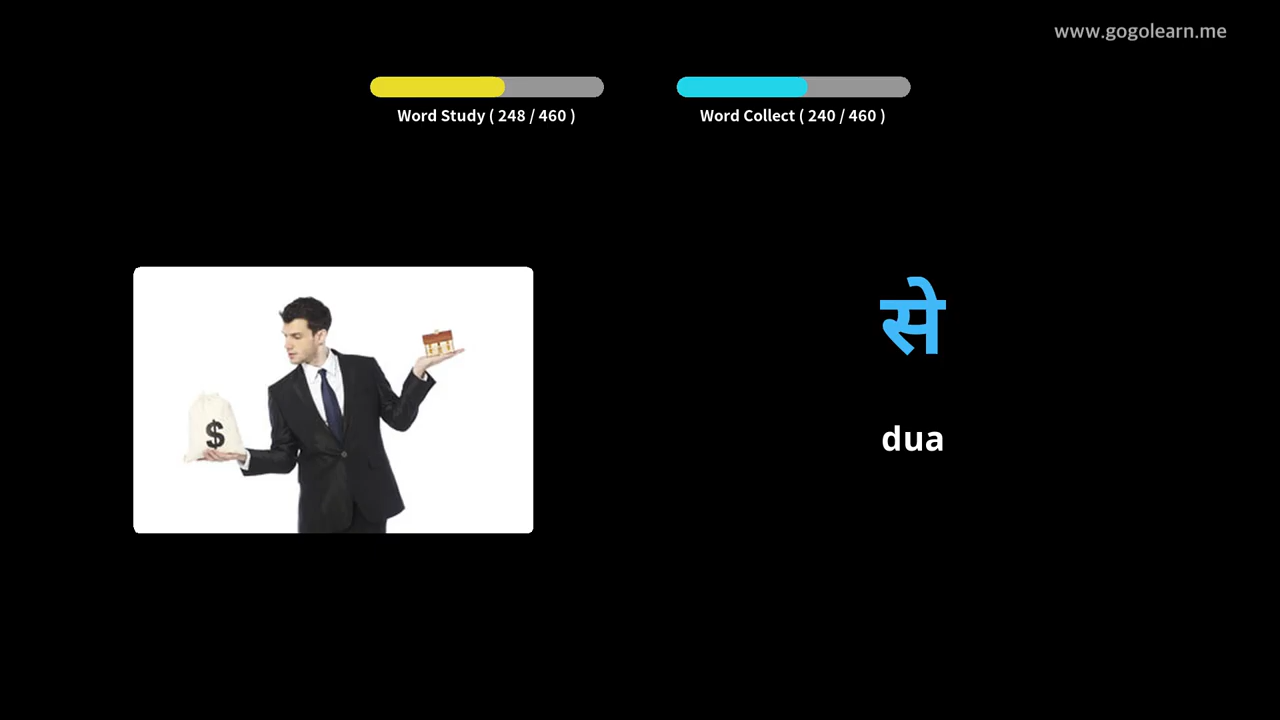 www.gogolearn.me
Word Study ( 248 / 460 )
Word Collect ( 240 / 460 )
से
$
dua